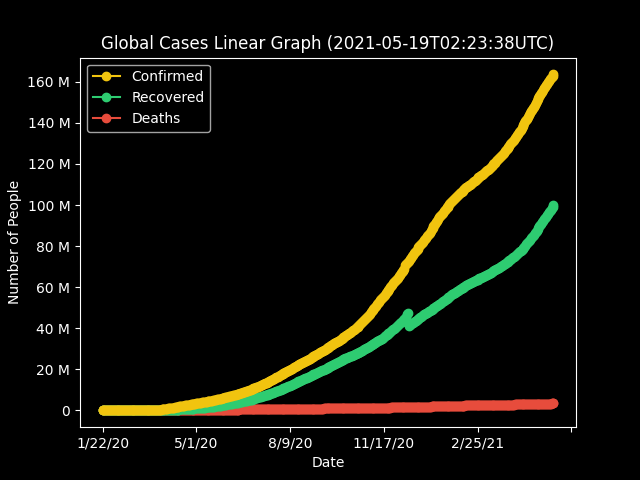 Global Cases Linear Graph (2021-05-19T02:23:38UTC)
Confirmed
Recovered
Deaths
160 M
140 M
120 M
100 M
80 M
60 M
40 M
20 M
0
Number of People
1/22/20 5/1/20 8/9/20 11/17/20 2/25/21
Date